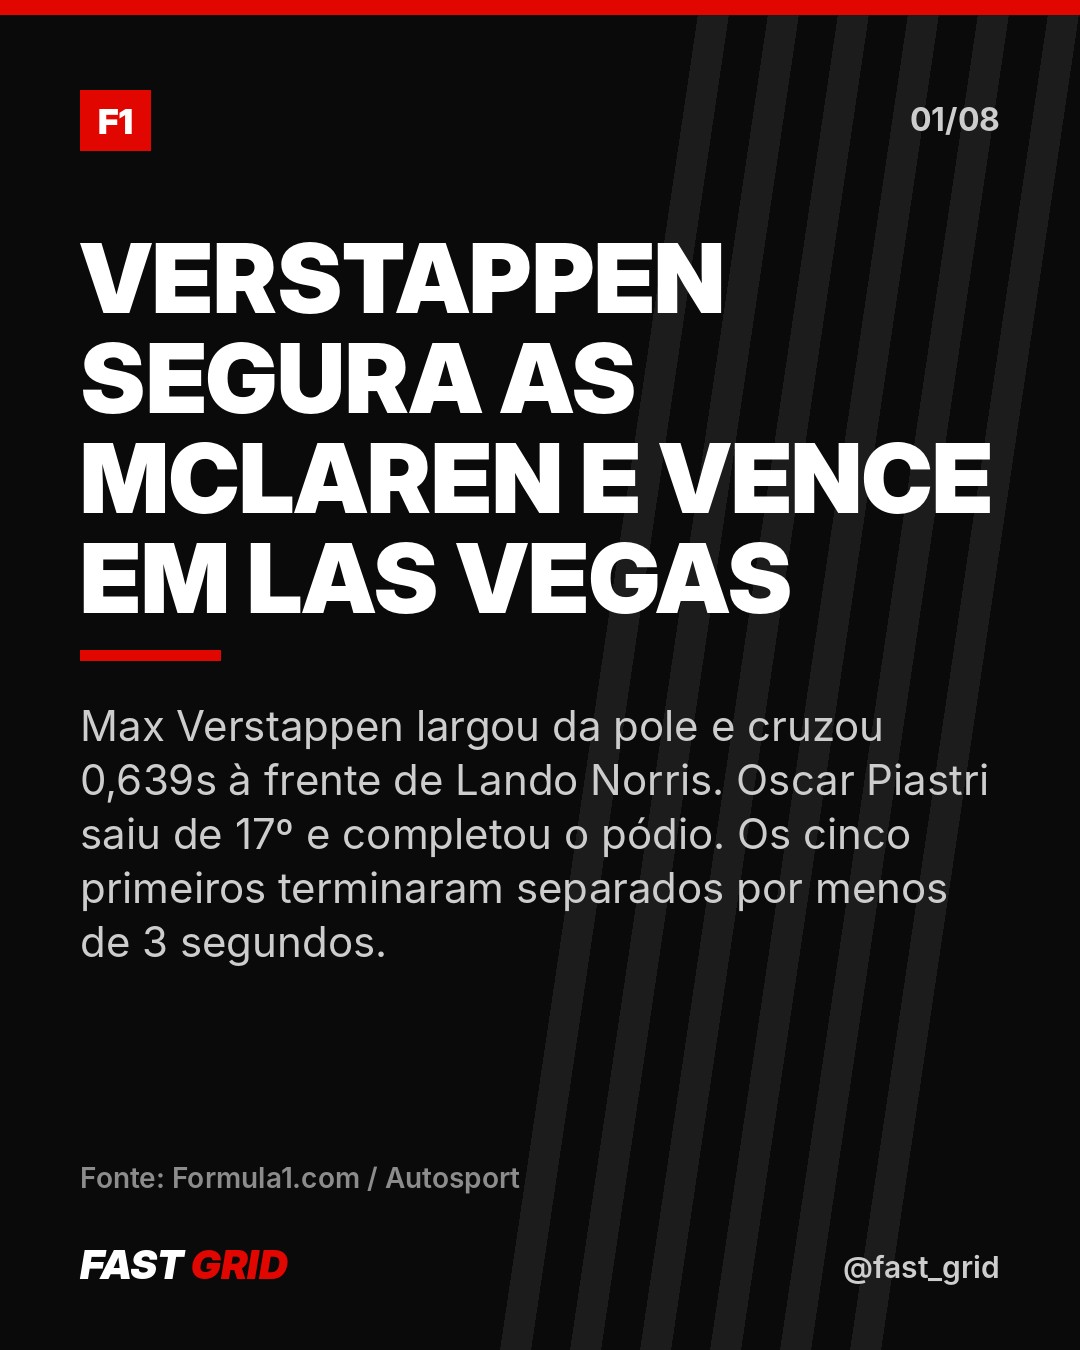 F1
01/08
VERSTAPPEN
SEGURA AS
MCLAREN E VENCE
EM LAS VEGAS
Max Verstappen largou da pole e cruzou
0,639s à frente de Lando Norris. Oscar Piastri
saiu de 17º e completou o pódio. Os cinco
primeiros terminaram separados por menos
de 3 segundos.
Fonte: Formula1.com / Autosport
FAST GRID
@fast_grid